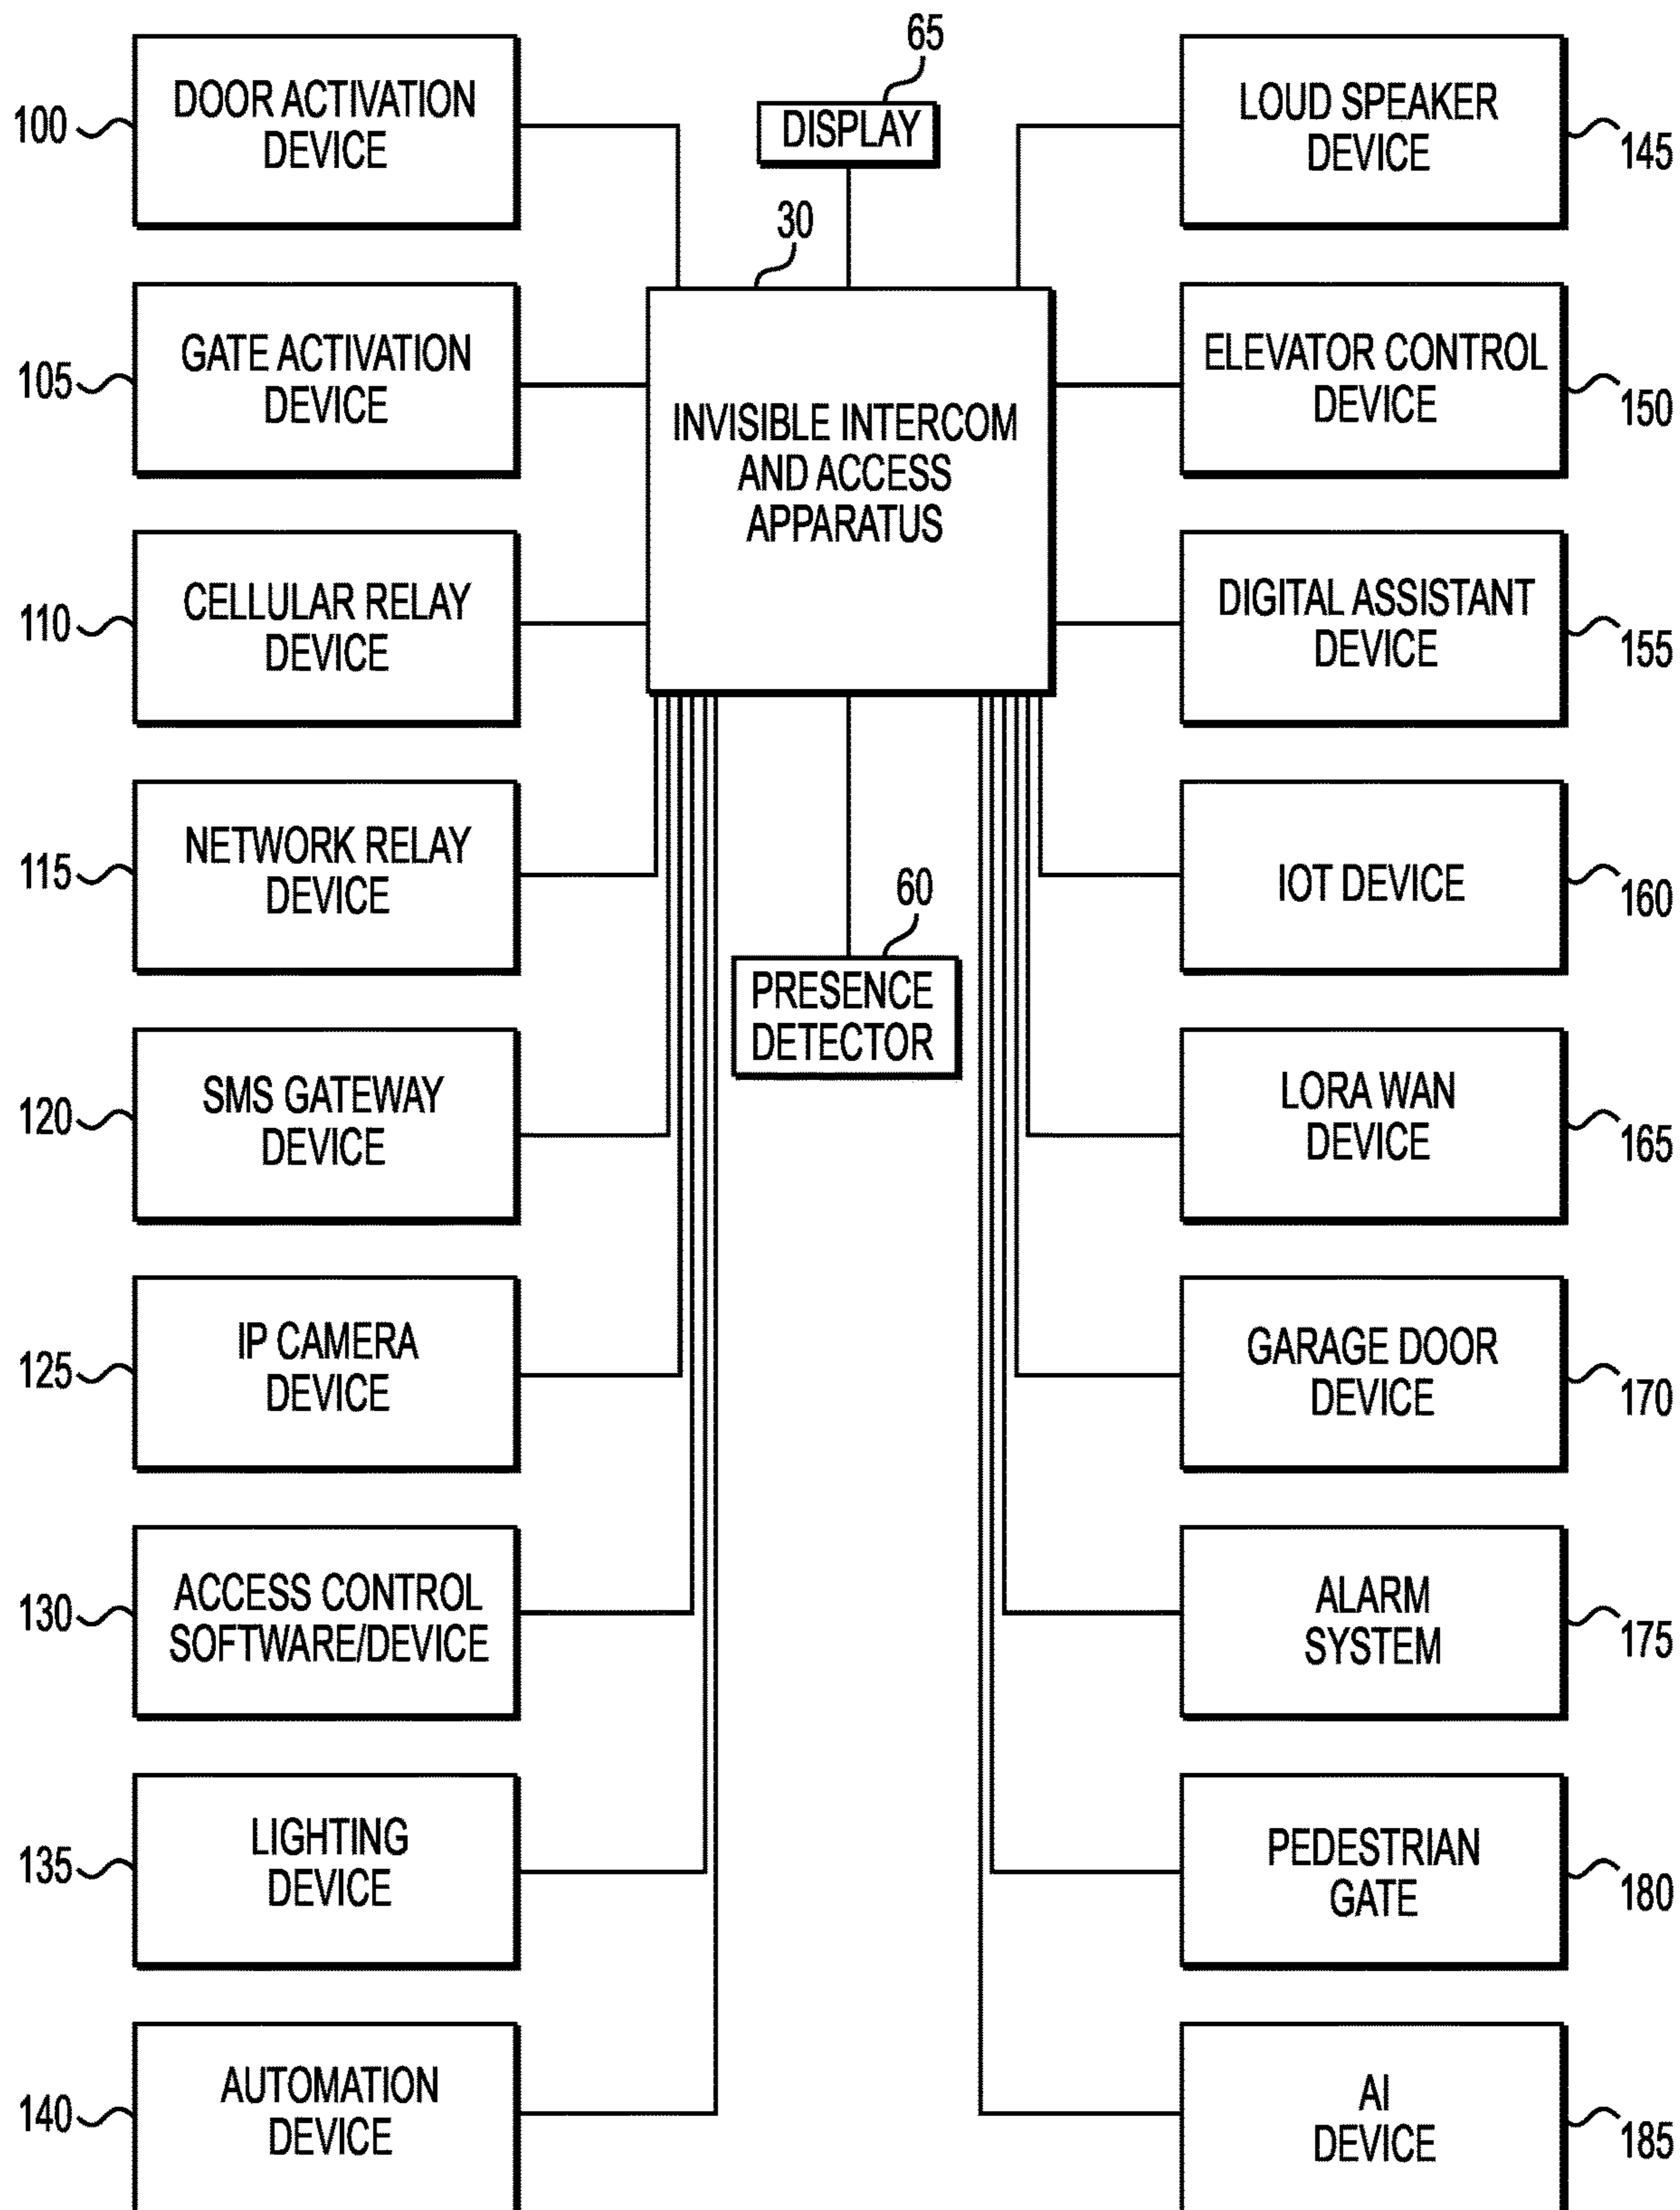 65
DOOR ACTIVATION
DEVICE
100
DISPLAY
LOUD SPEAKER
DEVICE
145
30
GATE ACTIVATION
DEVICE
105
INVISIBLE INTERCOM
AND ACCESS
APPARATUS
ELEVATOR CONTROL
DEVICE
150
CELLULAR RELAY
DEVICE
110
DIGITAL ASSISTANT
DEVICE
155
NETWORK RELAY
DEVICE
115
60
PRESENCE
DETECTOR
IOT DEVICE
160
SMS GATEWAY
DEVICE
120
LORA WAN
DEVICE
165
IP CAMERA
DEVICE
125
GARAGE DOOR
DEVICE
170
ACCESS CONTROL
SOFTWARE/DEVICE
130
ALARM
SYSTEM
175
LIGHTING
DEVICE
135
PEDESTRIAN
GATE
180
AUTOMATION
DEVICE
140
AI
DEVICE
185